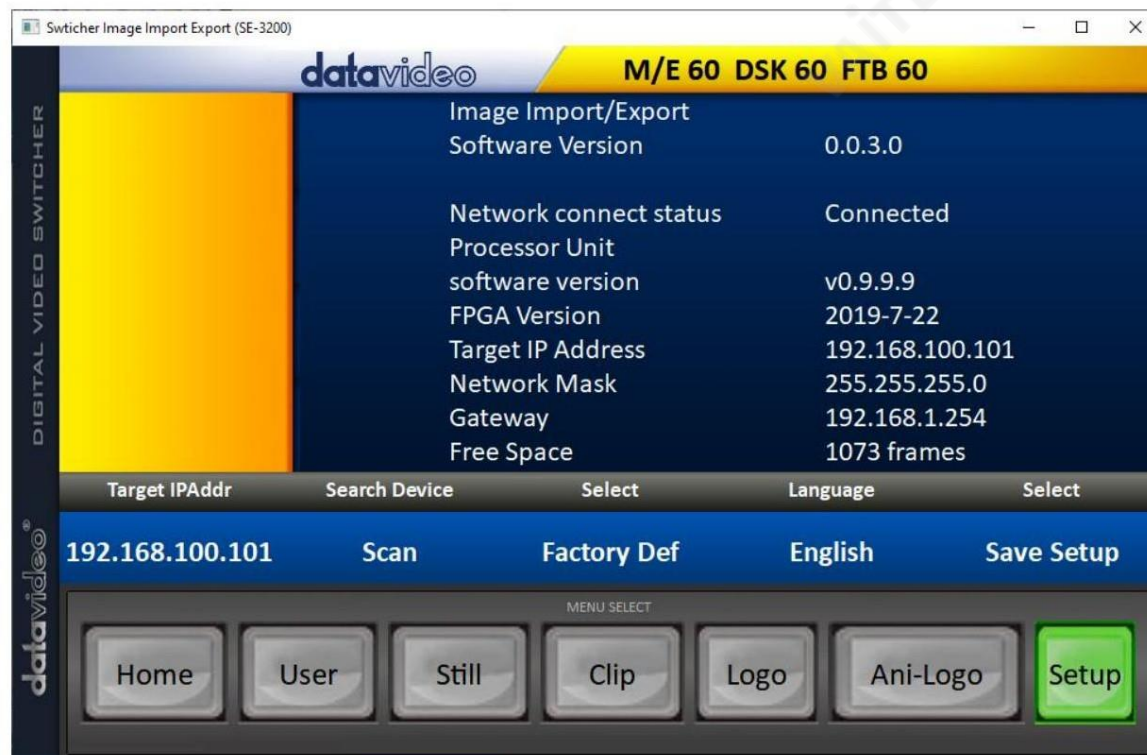 Swticher Image Import Export (SE-3200)
datavideo
M/E 60 DSK 60 FTB 60
Image Import/Export
Software Version 0.0.3.0
Network connect status Connected
Processor Unit
software version v0.9.9.9
FPGA Version 2019-7-22
Target IP Address 192.168.100.101
Network Mask 255.255.255.0
Gateway 192.168.1.254
Free Space 1073 frames
Target IPAddr Search Device Select Language Select
192.168.100.101 Scan Factory Def English Save Setup
MENU SELECT
Home User Still Clip Logo Ani-Logo Setup
DIGITAL VIDEO SWITCHER
datavideo®